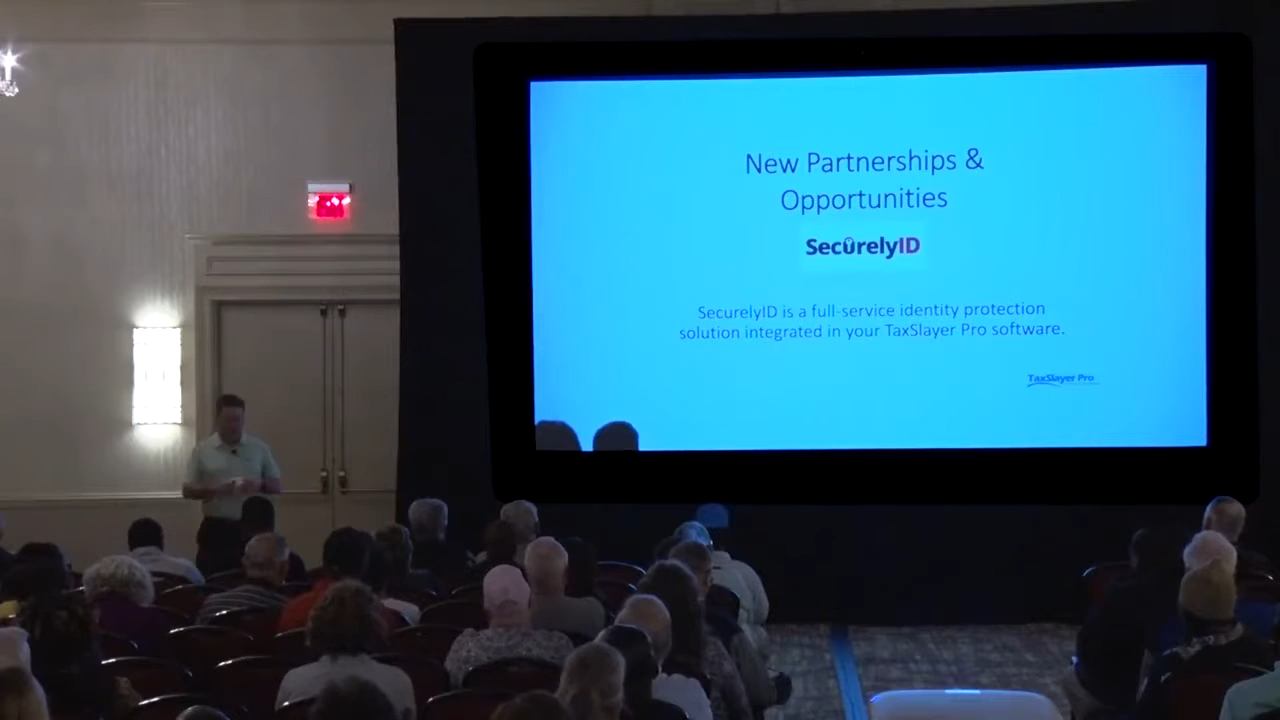 New Partnerships &
Opportunities
SecurelyID
SecurelyID is a full-service identity protection
solution integrated in your TaxSlayer Pro software.
TaxSlayer Pro